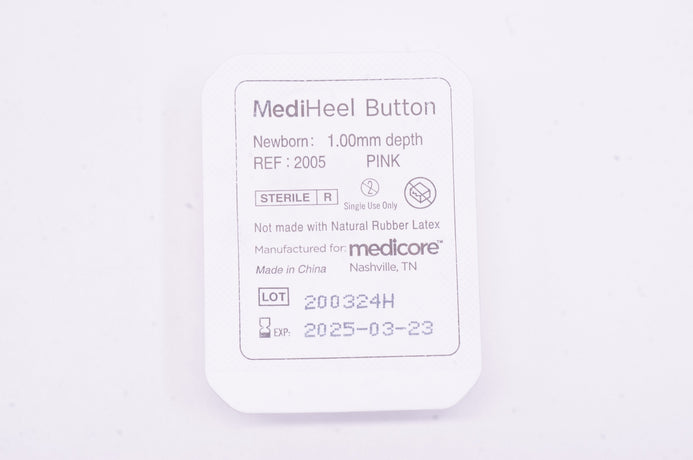 MediHeel Button
Newborn: 1.00mm depth
REF : 2005 PINK
STERILE R
2
Single Use Only
Not made with Natural Rubber Latex
Manufactured for: medicore™
Made in China Nashville, TN
LOT 200324H
EXP: 2025-03-23